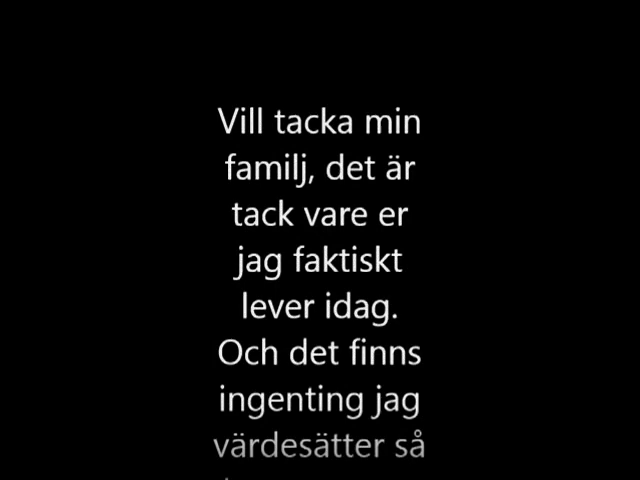 Vill tacka min
familj, det är
tack vare er
jag faktiskt
lever idag.
Och det finns
ingenting jag
värdesätter så